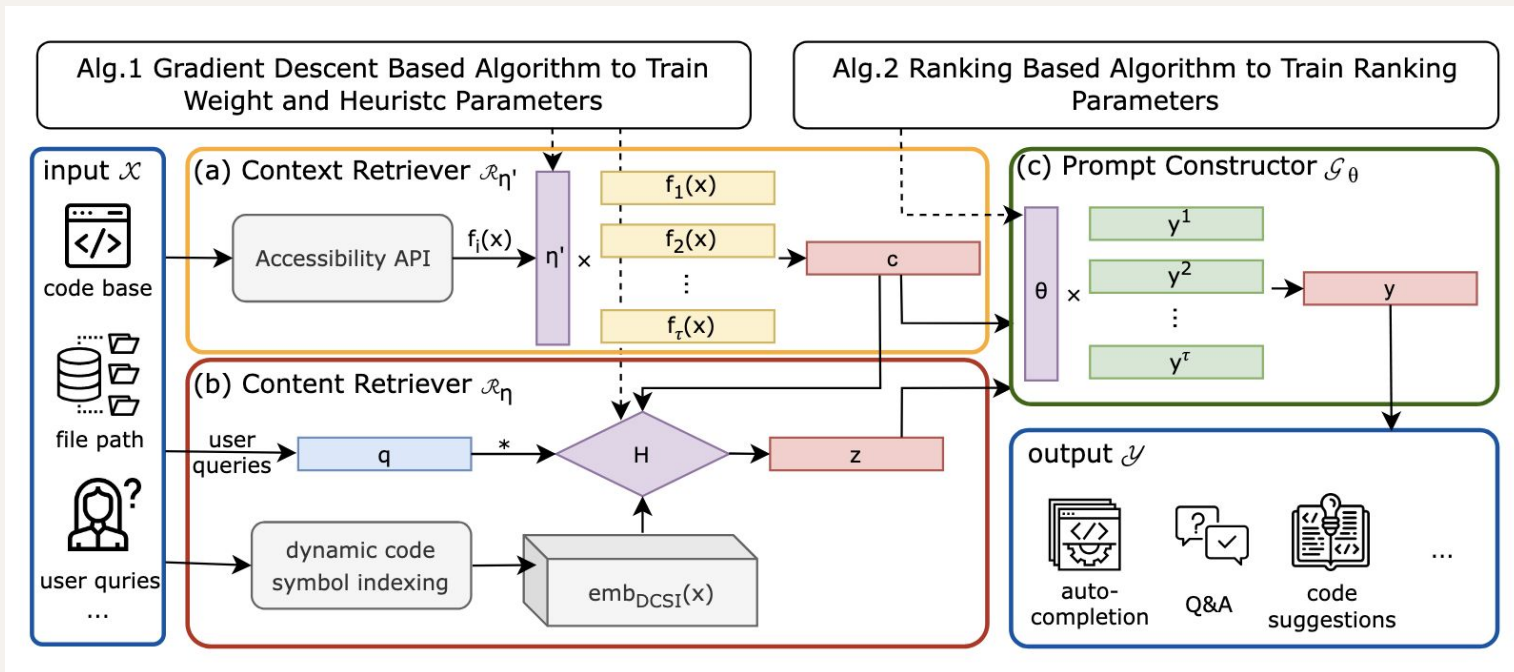 Alg.1 Gradient Descent Based Algorithm to Train
Weight and Heuristc Parameters
Alg.2 Ranking Based Algorithm to Train Ranking
Parameters
input 𝒳
</>
code base
file path
?
user quries
...
(a) Context Retriever ℛη'
Accessibility API
fi(x)
η'
×
f1(x)
f2(x)
⋮
fτ(x)
c
(b) Content Retriever ℛη
user
queries
q
*
H
z
dynamic code
symbol indexing
embDCSI(x)
(c) Prompt Constructor 𝒢θ
θ
×
y¹
y²
⋮
y^τ
y
output 𝒴
</>
auto-
completion
?
Q&A
</>
</>
code
suggestions
...